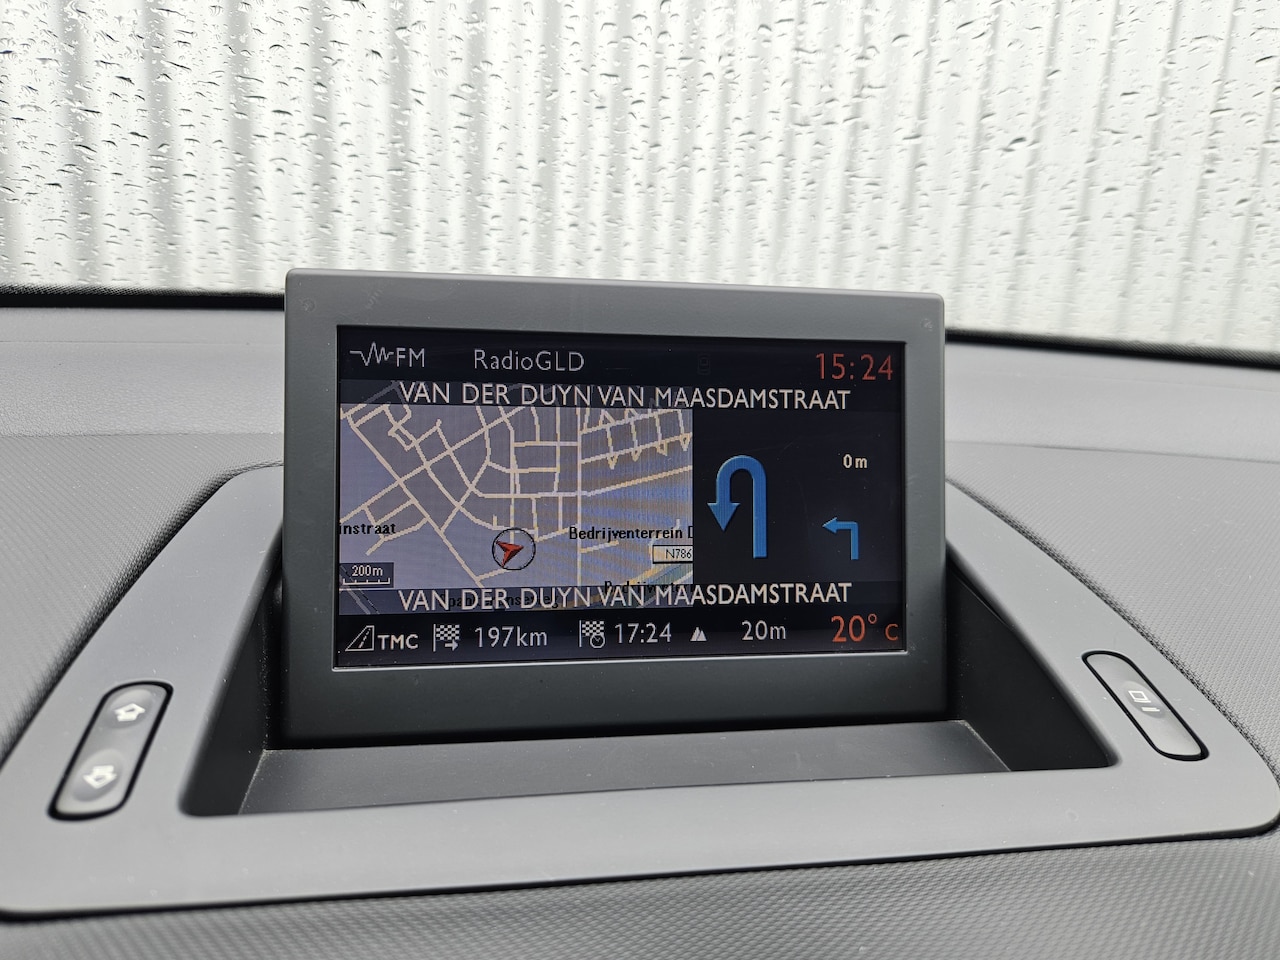 FM RadioGLD 15:24
VAN DER DUYN VAN MAASDAMSTRAAT
0m
instraat
Bedrijventerrein D
N786
200m
VAN DER DUYN VAN MAASDAMSTRAAT
TMC 197km 17:24 20m 20°C